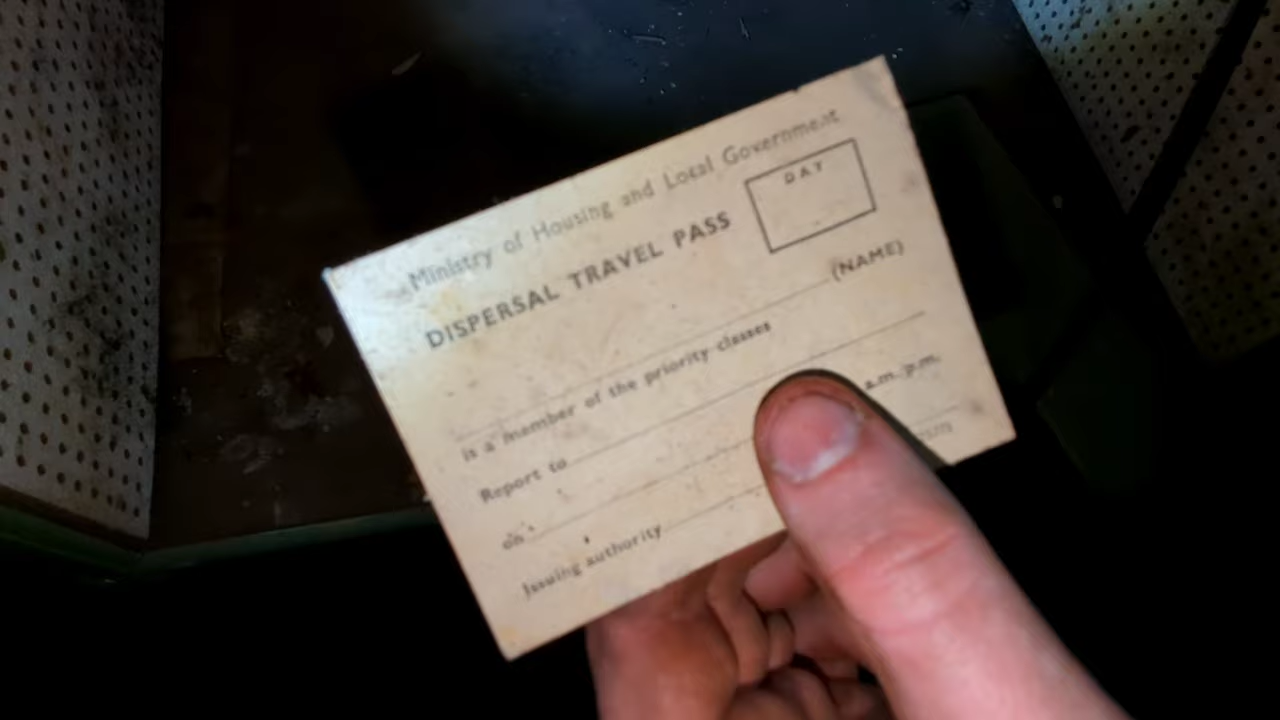 Ministry of Housing and Local Government
DISPERSAL TRAVEL PASS
DAY
(NAME)
is a member of the priority classes
Report to
on
a.m. p.m.
Issuing authority